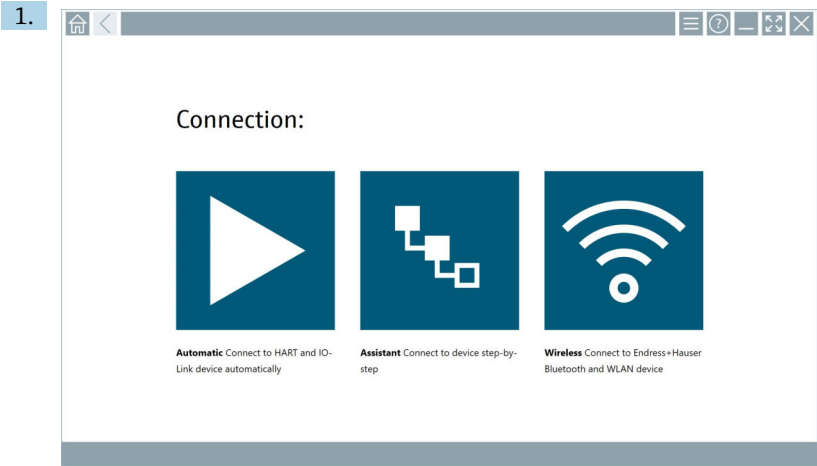 1.
?
Connection:
Automatic Connect to HART and IO-
Link device automatically
Assistant Connect to device step-by-
step
Wireless Connect to Endress+Hauser
Bluetooth and WLAN device